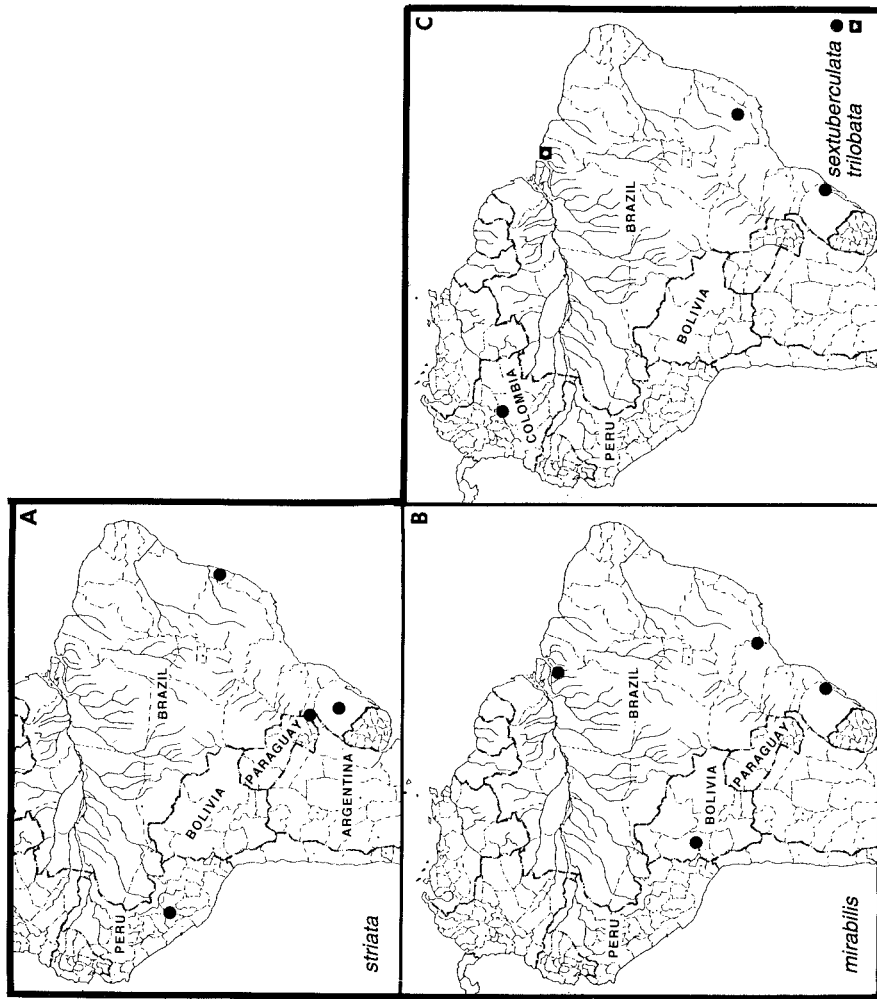 A
PERU
BRAZIL
BOLIVIA
PARAGUAY
ARGENTINA
striata
B
PERU
BRAZIL
BOLIVIA
PARAGUAY
mirabilis
C
COLOMBIA
PERU
BRAZIL
BOLIVIA
sextuberculata
trilobata